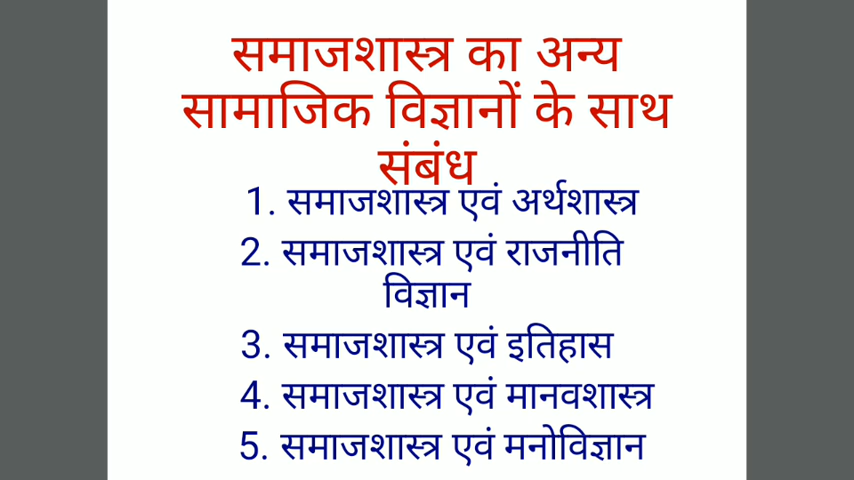 समाजशास्त्र का अन्य
सामाजिक विज्ञानों के साथ
संबंध
1. समाजशास्त्र एवं अर्थशास्त्र
2. समाजशास्त्र एवं राजनीति
विज्ञान
3. समाजशास्त्र एवं इतिहास
4. समाजशास्त्र एवं मानवशास्त्र
5. समाजशास्त्र एवं मनोविज्ञान